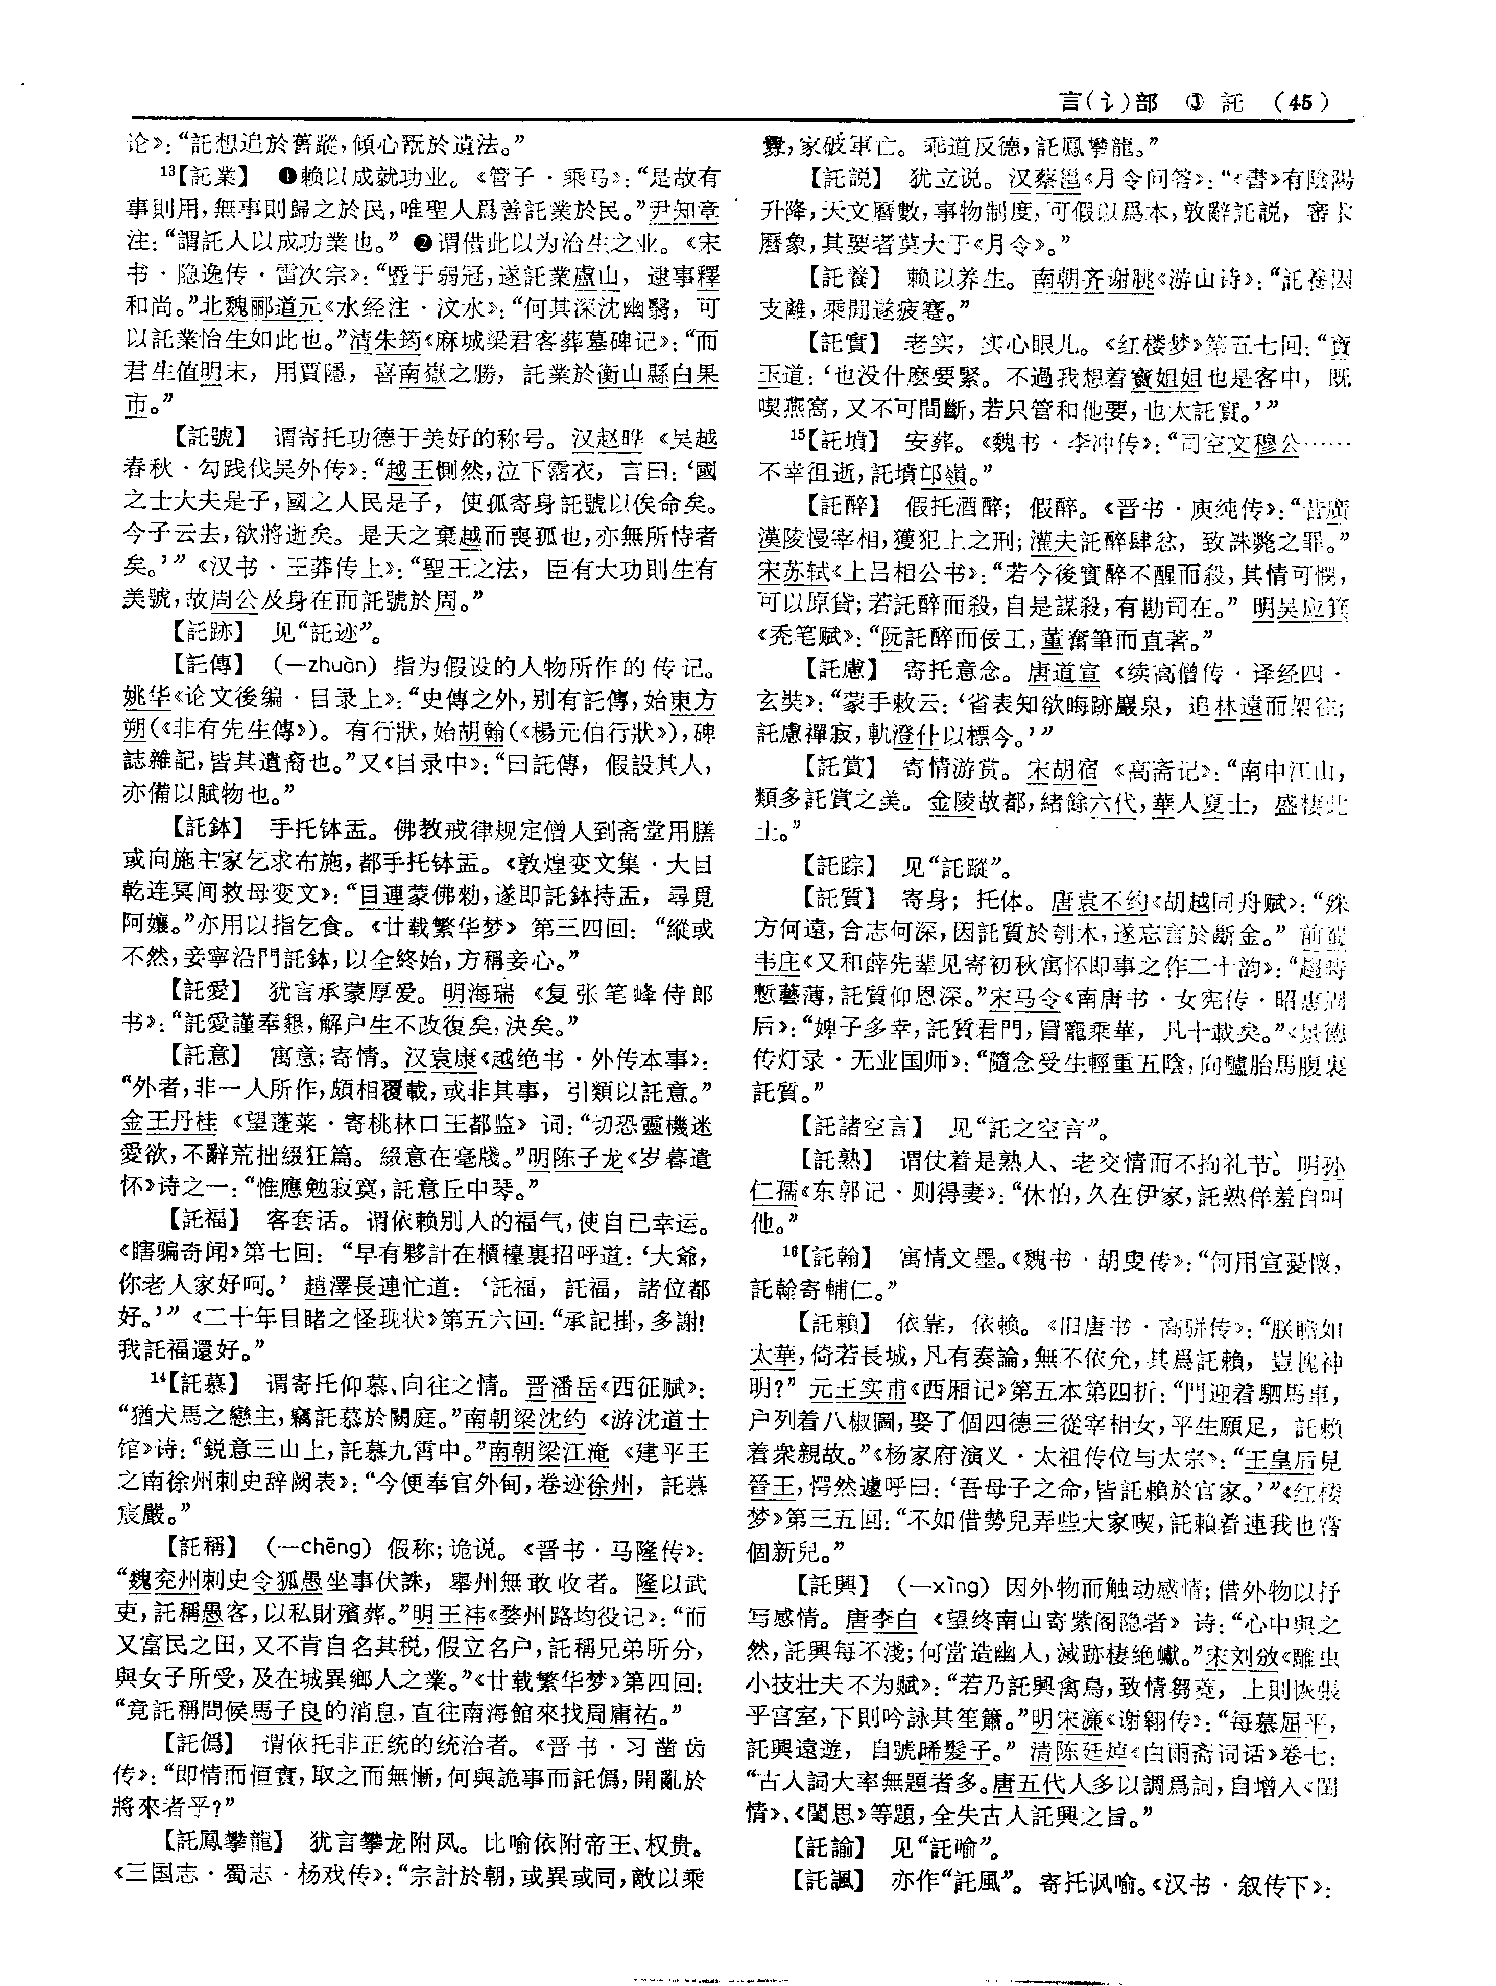 言(讠)部 ③ 託 （45）
论》：“託想追於舊蹤，傾心既於遺法。”
13【託業】 ❶赖以成就功业。《管子·乘马》：“是故有
事則用，無事則歸之於民，唯聖人爲善託業於民。”尹知章
注：“謂託人以成功業也。” ❷谓借此以为治生之业。《宋
书·隐逸传·雷次宗》：“暨于弱冠，遂託業廬山，逮事釋
和尚。”北魏郦道元《水经注·汶水》：“何其深沈幽翳，可
以託業怡生如此也。”清朱筠《麻城梁君客葬墓碑记》：“而
君生值明末，用賈隱，喜南嶽之勝，託業於衡山縣白果
市。”
【託號】 谓寄托功德于美好的称号。汉赵晔《吴越
春秋·勾践伐吴外传》：“越王惻然，泣下霑衣，言曰：‘國
之士大夫是子，國之人民是子，使孤寄身託號以俟命矣。
今子云去，欲將逝矣。是天之棄越而喪孤也，亦無所恃者
矣。’”《汉书·王莽传上》：“聖王之法，臣有大功則生有
美號，故周公及身在而託號於周。”
【託跡】 见“託迹”。
【託傳】 （—zhuàn）指为假设的人物所作的传记。
姚华《论文後编·目录上》：“史傳之外，别有託傳，始東方
朔（《非有先生傳》）。有行狀，始胡翰（《楊元伯行狀》），碑
誌雜記，皆其遺裔也。”又《目录中》：“曰託傳，假設其人，
亦備以賦物也。”
【託鉢】 手托钵盂。佛教戒律规定僧人到斋堂用膳
或向施主家乞求布施，都手托钵盂。《敦煌变文集·大目
乾连冥间救母变文》：“目連蒙佛勑，遂即託鉢持盂，尋覓
阿孃。”亦用以指乞食。《廿载繁华梦》第三四回：“縱或
不然，妾寧沿門託鉢，以全終始，方稱妾心。”
【託愛】 犹言承蒙厚爱。明海瑞《复张笔峰侍郎
书》：“託愛謹奉懇，解户生不改復矣，決矣。”
【託意】 寓意；寄情。汉袁康《越绝书·外传本事》：
“外者，非一人所作，頗相覆載，或非其事，引類以託意。”
金王丹桂《望蓬莱·寄桃林口王都监》词：“切恐靈機迷
愛欲，不辭荒拙綴狂篇。綴意在毫牋。”明陈子龙《岁暮遣
怀》诗之一：“惟應勉寂寞，託意丘中琴。”
【託福】 客套话。谓依赖别人的福气，使自己幸运。
《瞎骗奇闻》第七回：“早有夥計在櫃檯裏招呼道：‘大爺，
你老人家好呵。’趙澤長連忙道：‘託福，託福，諸位都
好。’”《二十年目睹之怪现状》第五六回：“承記掛，多謝！
我託福還好。”
14【託慕】 谓寄托仰慕、向往之情。晋潘岳《西征赋》：
“猶犬馬之戀主，竊託慕於闕庭。”南朝梁沈约《游沈道士
馆》诗：“鋭意三山上，託慕九霄中。”南朝梁江淹《建平王
之南徐州刺史辞阙表》：“今便奉官外甸，卷迹徐州，託慕
宸嚴。”
【託稱】 （—chēng）假称；诡说。《晋书·马隆传》：
“魏兖州刺史令狐愚坐事伏誅，舉州無敢收者。隆以武
吏，託稱愚客，以私財殯葬。”明王祎《婺州路均役记》：“而
又富民之田，又不肯自名其税，假立名户，託稱兄弟所分，
與女子所受，及在城異鄉人之業。”《廿载繁华梦》第四回：
“竟託稱問候馬子良的消息，直往南海館來找周庸祐。”
【託僞】 谓依托非正统的统治者。《晋书·习凿齿
传》：“即情而恒實，取之而無慚，何與詭事而託僞，開亂於
將來者乎？”
【託鳳攀龍】 犹言攀龙附凤。比喻依附帝王、权贵。
《三国志·蜀志·杨戏传》：“宗計於朝，或異或同，敵以乘
釁，家破軍亡。乖道反德，託鳳攀龍。”
【託説】 犹立说。汉蔡邕《月令问答》：“《書》有陰陽
升降，天文曆數，事物制度，可假以爲本，敦辭託説，審求
曆象，其要者莫大于《月令》。”
【託養】 赖以养生。南朝齐谢朓《游山诗》：“託養因
支離，乘閒遂疲蹇。”
【託實】 老实，实心眼儿。《红楼梦》第五七回：“寶
玉道：‘也没什麽要緊。不過我想着寶姐姐也是客中，既
喫燕窩，又不可間斷，若只管和他要，也太託實。’”
15【託墳】 安葬。《魏书·李冲传》：“司空文穆公……
不幸徂逝，託墳邙嶺。”
【託醉】 假托酒醉；假醉。《晋书·庾纯传》：“昔廣
漢陵慢宰相，獲犯上之刑；灌夫託醉肆忿，致誅斃之罪。”
宋苏轼《上吕相公书》：“若今後實醉不醒而殺，其情可憫，
可以原貸；若託醉而殺，自是謀殺，有勘司在。” 明吴应箕
《秃笔赋》：“阮託醉而佞工，董奮筆而直著。”
【託慮】 寄托意念。唐道宣《续高僧传·译经四·
玄奘》：“蒙手敕云：‘省表知欲晦跡巖泉，追林遠而架往；
託慮禪寂，軌澄什以標今。’”
【託賞】 寄情游赏。宋胡宿《高斋记》：“南中江山，
類多託賞之美。金陵故都，緒餘六代，華人夏士，盛棲此
土。”
【託踪】 见“託蹤”。
【託質】 寄身；托体。唐袁不约《胡越同舟赋》：“殊
方何遠，合志何深，因託質於刳木，遂忘言於斷金。” 前蜀
韦庄《又和薛先辈见寄初秋寓怀即事之作二十韵》：“趨時
慙藝薄，託質仰恩深。”宋马令《南唐书·女宪传·昭惠周
后》：“婢子多幸，託質君門，冒寵乘華，凡十載矣。”《景德
传灯录·无业国师》：“隨念受生輕重五陰，向驢胎馬腹裏
託質。”
【託諸空言】 见“託之空言”。
【託熟】 谓仗着是熟人、老交情而不拘礼节。明孙
仁孺《东郭记·则得妻》：“休怕，久在伊家，託熟佯羞自叫
他。”
16【託翰】 寓情文墨。《魏书·胡叟传》：“何用宣憂懷，
託翰寄輔仁。”
【託賴】 依靠，依赖。《旧唐书·高骈传》：“朕瞻如
太華，倚若長城，凡有奏論，無不依允，其爲託賴，豈愧神
明？” 元王实甫《西厢记》第五本第四折：“門迎着駟馬車，
户列着八椒圖，娶了個四德三從宰相女，平生願足，託賴
着衆親故。”《杨家府演义·太祖传位与太宗》：“王皇后見
晉王，愕然遽呼曰：‘吾母子之命，皆託賴於官家。’”《红楼
梦》第三五回：“不如借勢兒弄些大家喫，託賴着連我也嘗
個新兒。”
【託興】 （—xìng）因外物而触动感情；借外物以抒
写感情。唐李白《望终南山寄紫阁隐者》诗：“心中與之
然，託興每不淺；何當造幽人，滅跡棲絶巘。”宋刘攽《雕虫
小技壮夫不为赋》：“若乃託興禽鳥，致情芻蕘，上則恢張
乎宫室，下則吟詠其笙簫。”明宋濂《谢翱传》：“每慕屈平，
託興遠遊，自號晞髮子。” 清陈廷焯《白雨斋词话》卷七：
“古人詞大率無題者多。唐五代人多以調爲詞，自增入《閨
情》、《閨思》等題，全失古人託興之旨。”
【託諭】 见“託喻”。
【託諷】 亦作“託風”。寄托讽喻。《汉书·叙传下》：